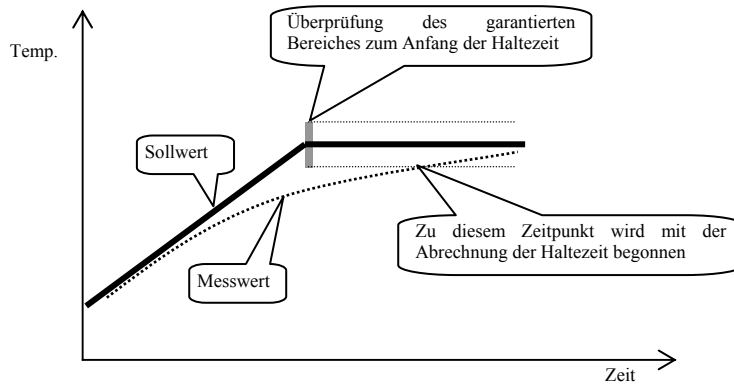 Temp.
Überprüfung des garantierten
Bereiches zum Anfang der Haltezeit
Sollwert
Messwert
Zu diesem Zeitpunkt wird mit der
Abrechnung der Haltezeit begonnen
Zeit